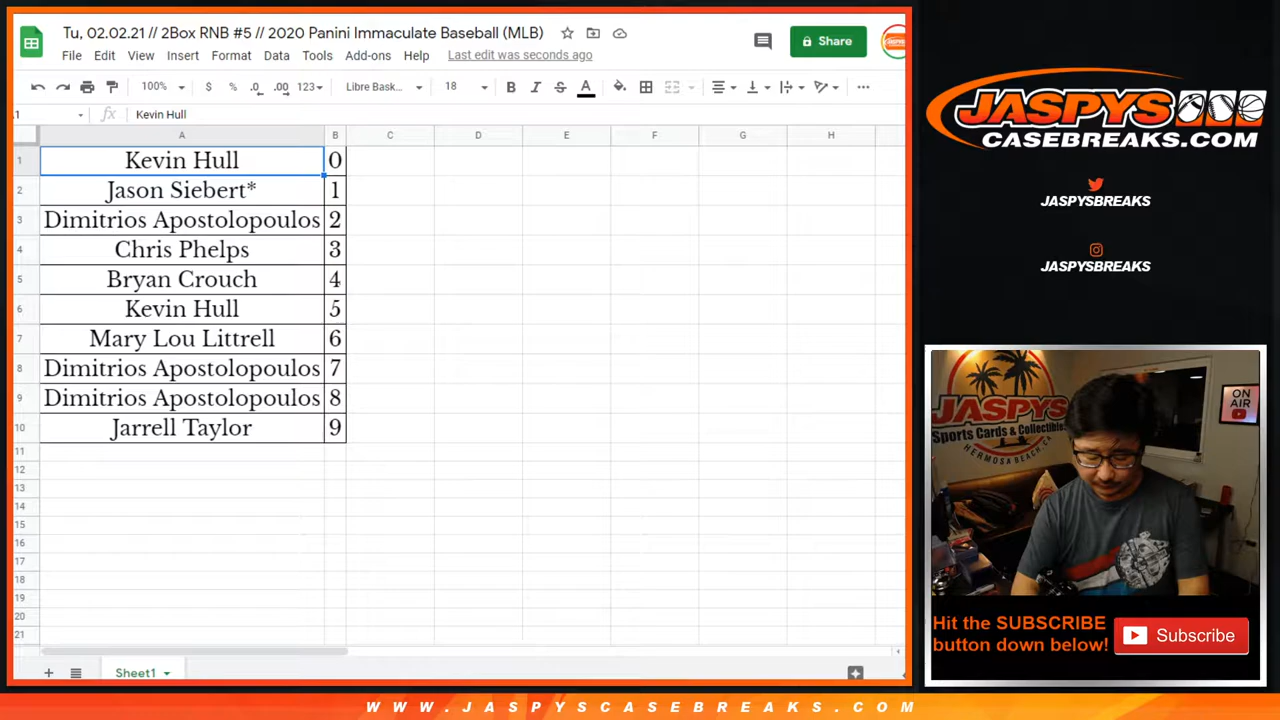 Tu, 02.02.21 // 2Box RNB #5 // 2020 Panini Immaculate Baseball (MLB)
Share
File Edit View Insert Format Data Tools Add-ons Help Last edit was seconds ago
100% $ % .0 .00 123 Libre Bask... 18 B I S A
fx Kevin Hull
A B C D E F G H
1 Kevin Hull 0
2 Jason Siebert* 1
3 Dimitrios Apostolopoulos 2
4 Chris Phelps 3
5 Bryan Crouch 4
6 Kevin Hull 5
7 Mary Lou Littrell 6
8 Dimitrios Apostolopoulos 7
9 Dimitrios Apostolopoulos 8
10 Jarrell Taylor 9
11
12
13
14
15
16
17
18
19
20
21
Sheet1
JASPYS
CASEBREAKS.COM
JASPYSBREAKS
JASPYSBREAKS
JASPYS
Sports Cards & Collectibles
HERMOSA BEACH, CA
ON
AIR
Hit the SUBSCRIBE
button down below!
Subscribe
WWW.JASPYSCASEBREAKS.COM